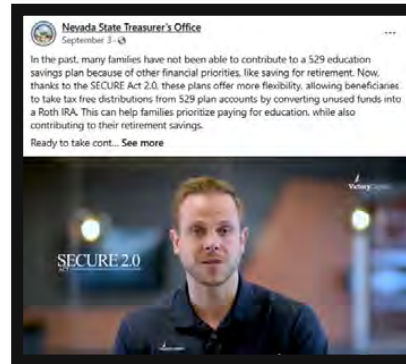 Nevada State Treasurer's Office
September 3 ·
...
In the past, many families have not been able to contribute to a 529 education
savings plan because of other financial priorities, like saving for retirement. Now,
thanks to the SECURE Act 2.0, these plans offer more flexibility, allowing beneficiaries
to take tax free distributions from 529 plan accounts by converting unused funds into
a Roth IRA. This can help families prioritize paying for education, while also
contributing to their retirement savings.
Ready to take cont... See more
VictoryCapital
SECURE 2.0
ACT